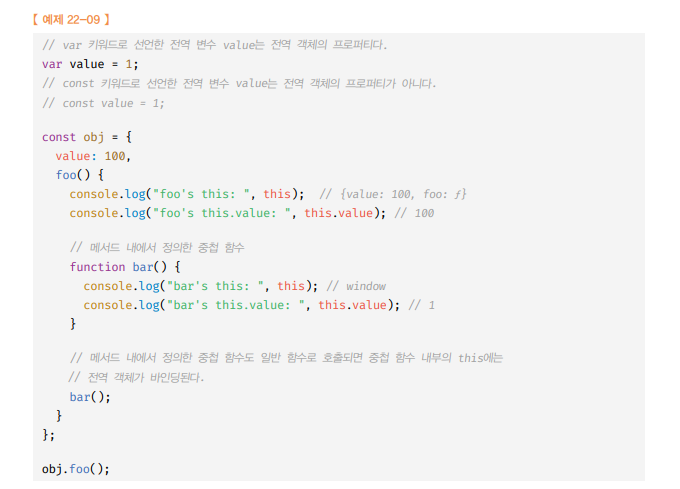 【 예제 22-09 】
// var 키워드로 선언한 전역 변수 value는 전역 객체의 프로퍼티다.
var value = 1;
// const 키워드로 선언한 전역 변수 value는 전역 객체의 프로퍼티가 아니다.
// const value = 1;

const obj = {
  value: 100,
  foo() {
    console.log("foo's this: ", this);  // {value: 100, foo: ƒ}
    console.log("foo's this.value: ", this.value); // 100

    // 메서드 내에서 정의한 중첩 함수
    function bar() {
      console.log("bar's this: ", this); // window
      console.log("bar's this.value: ", this.value); // 1
    }

    // 메서드 내에서 정의한 중첩 함수도 일반 함수로 호출되면 중첩 함수 내부의 this에는
    // 전역 객체가 바인딩된다.
    bar();
  }
};

obj.foo();